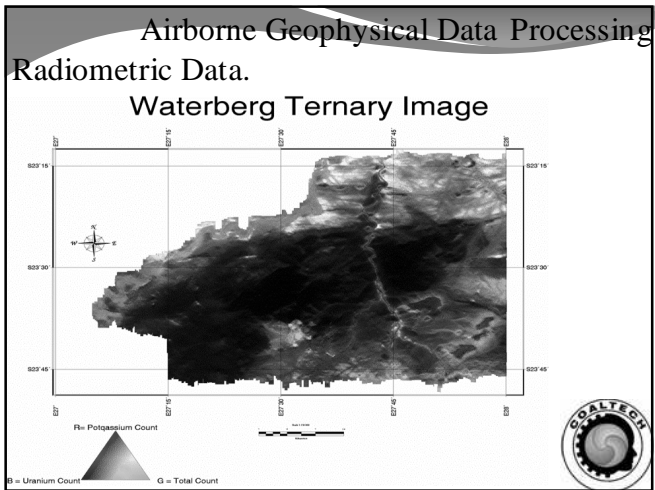 Airborne Geophysical Data Processing
Radiometric Data.
Waterberg Ternary Image
E27˚ E27˚15' E27˚30' E27˚45' E28˚
S23˚15' S23˚15'
N
W E
S
S23˚30' S23˚30'
S23˚45' S23˚45'
E27˚ E27˚15' E27˚30' E27˚45' E28˚
R= Potqassium Count
B = Uranium Count G = Total Count
COALTECH